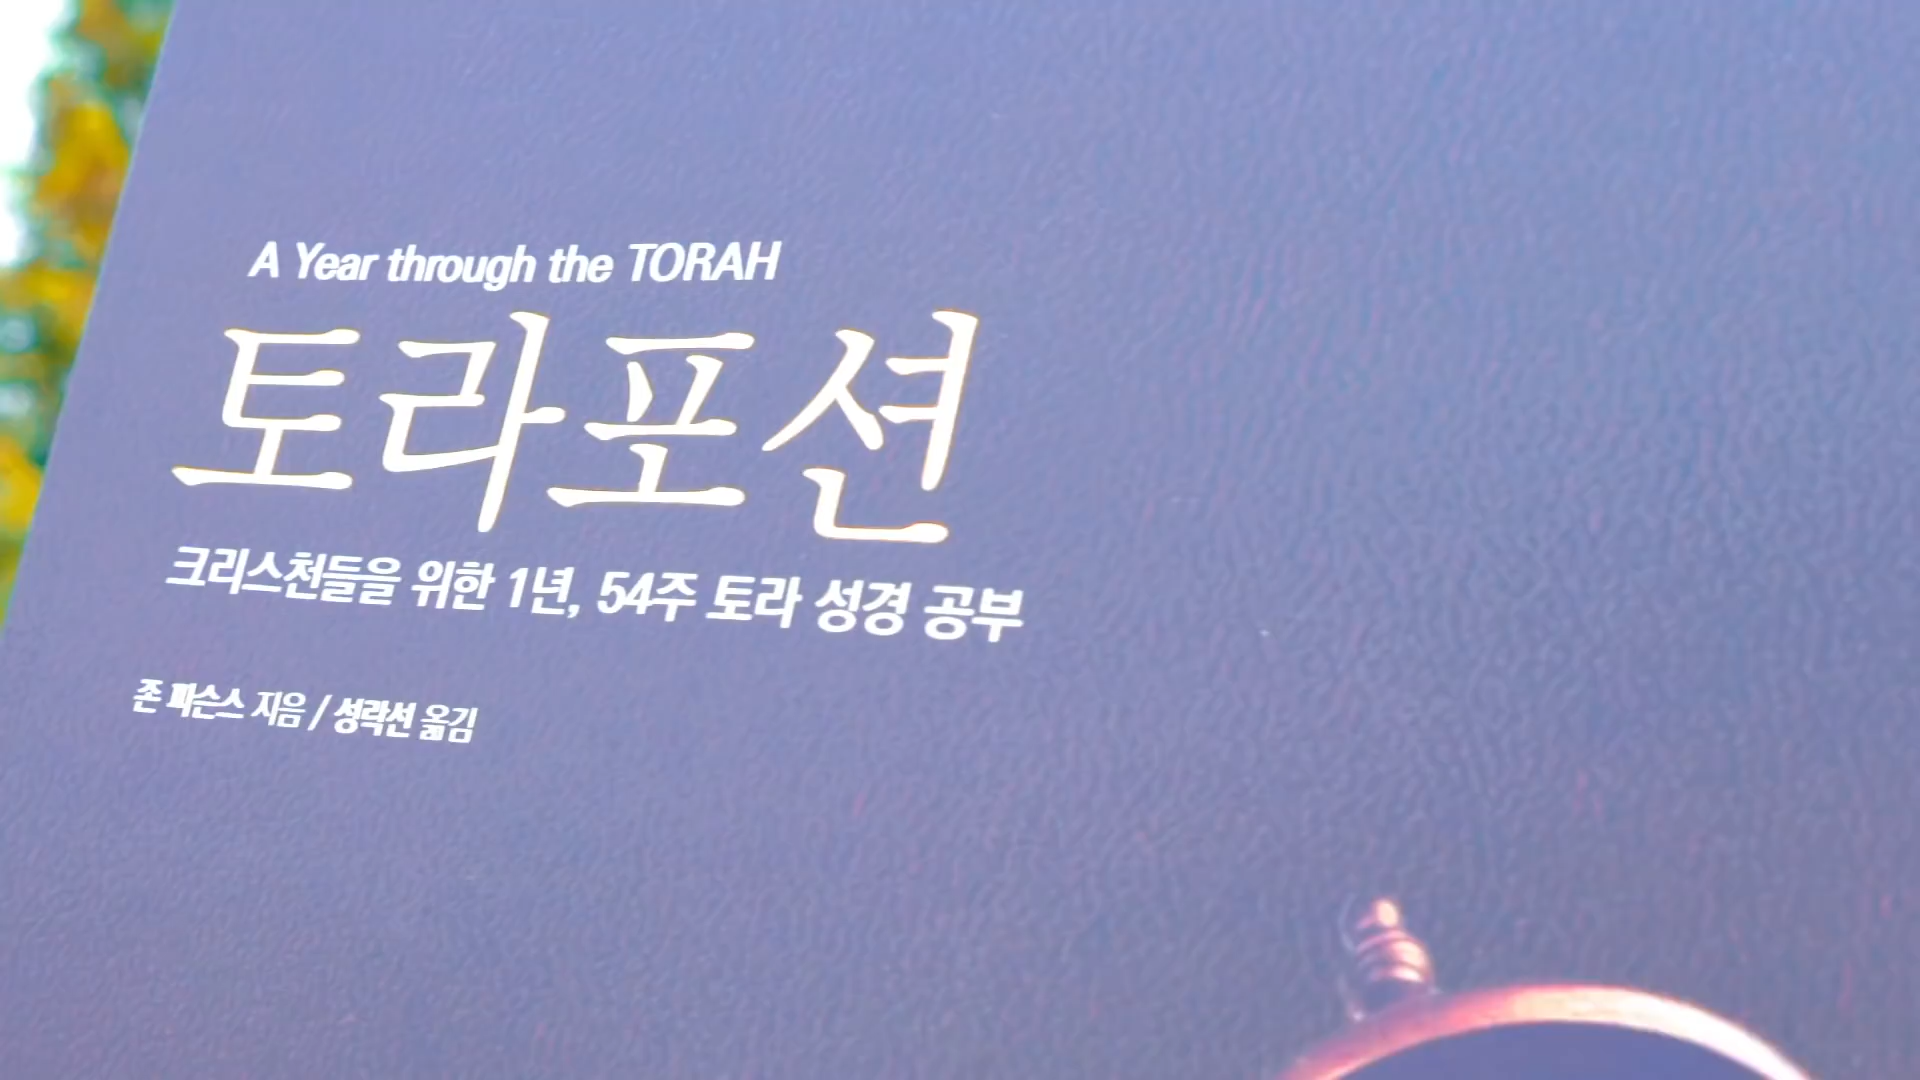 A Year through the TORAH
토라포션
크리스천들을 위한 1년, 54주 토라 성경 공부
존 파슨스 지음 / 성락선 옮김